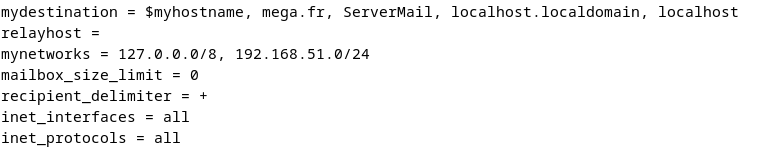 mydestination = $myhostname, mega.fr, ServerMail, localhost.localdomain, localhost
relayhost =
mynetworks = 127.0.0.0/8, 192.168.51.0/24
mailbox_size_limit = 0
recipient_delimiter = +
inet_interfaces = all
inet_protocols = all